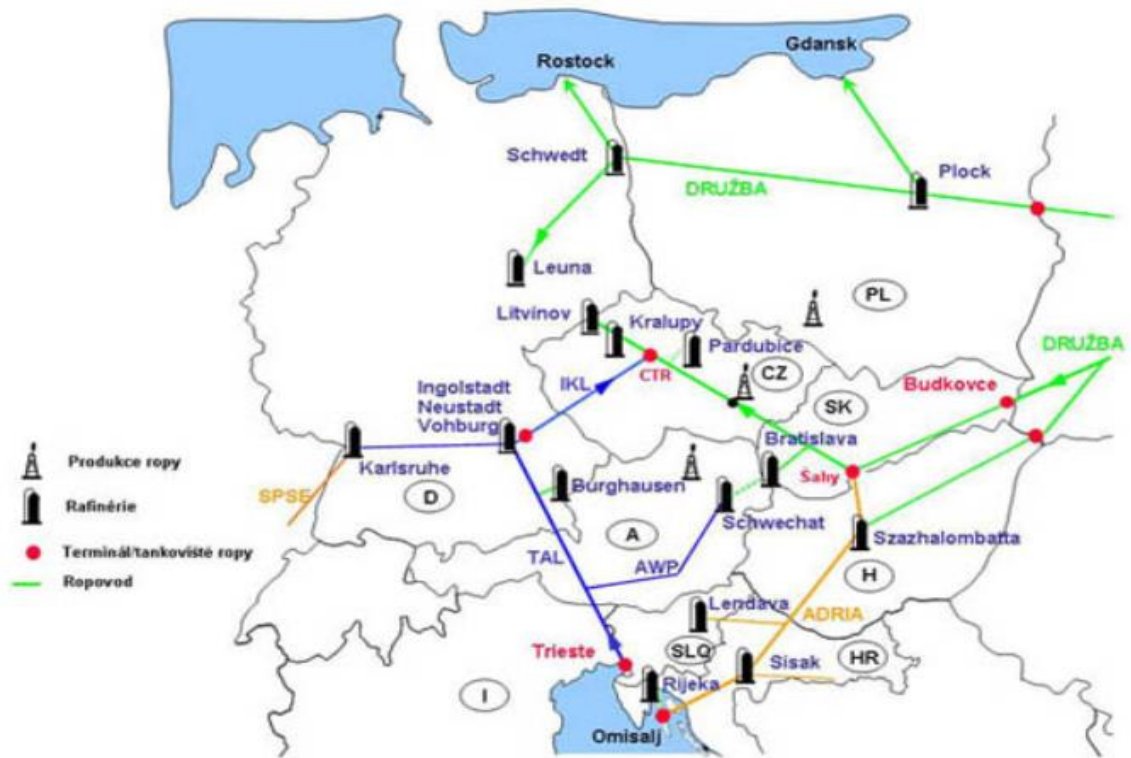 Gdansk
Rostock
Schwedt
DRUŽBA
Plock
Leuna
PL
Litvínov
Kralupy
Pardubice
DRUŽBA
CTR
CZ
IKL
Budkovce
Ingolstadt
Neustadt
Vohburg
SK
Bratislava
Karlsruhe
Šahy
SPSE
D
Burghausen
Schwechat
A
Szazhalombatta
TAL
AWP
H
Lendava
ADRIA
Trieste
SLO
Sisak
HR
I
Rijeka
Omisalj
Produkce ropy
Rafinérie
Terminál/tankoviště ropy
Ropovod